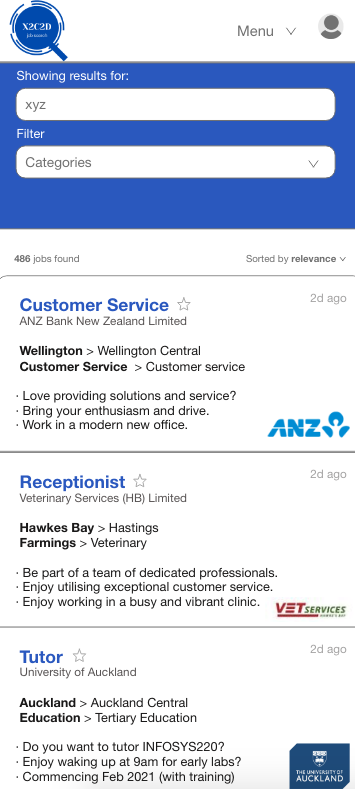 X2C2D
job search
Menu
Showing results for:
xyz
Filter
Categories
486 jobs found
Sorted by relevance
2d ago
Customer Service
ANZ Bank New Zealand Limited
Wellington > Wellington Central
Customer Service > Customer service
· Love providing solutions and service?
· Bring your enthusiasm and drive.
· Work in a modern new office.
ANZ
2d ago
Receptionist
Veterinary Services (HB) Limited
Hawkes Bay > Hastings
Farmings > Veterinary
· Be part of a team of dedicated professionals.
· Enjoy utilising exceptional customer service.
· Enjoy working in a busy and vibrant clinic.
VET SERVICES
HAWKE'S BAY
2d ago
Tutor
University of Auckland
Auckland > Auckland Central
Education > Tertiary Education
· Do you want to tutor INFOSYS220?
· Enjoy waking up at 9am for early labs?
· Commencing Feb 2021 (with training)
THE UNIVERSITY OF
AUCKLAND